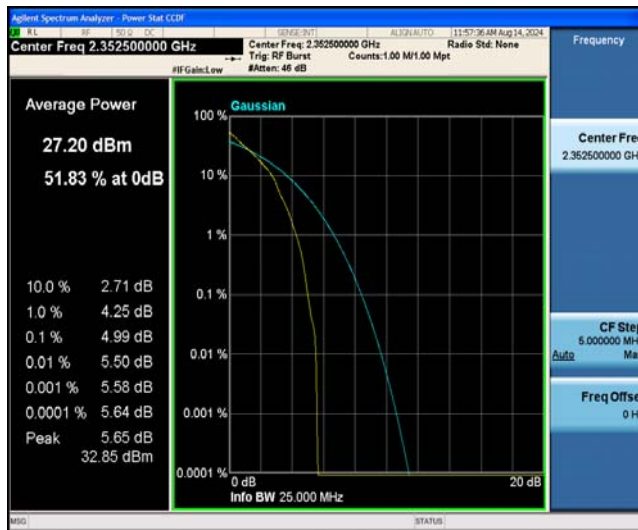 Agilent Spectrum Analyzer - Power Stat CCDF
RL RF 50 Ω DC SENSE:INT ALIGN AUTO 11:57:36 AM Aug 14, 2024
Center Freq 2.352500000 GHz
Center Freq: 2.352500000 GHz Radio Std: None
Trig: RF Burst Counts:1.00 M/1.00 Mpt
#IFGain:Low #Atten: 46 dB
Frequency
Average Power
27.20 dBm
51.83 % at 0dB
10.0 % 2.71 dB
1.0 % 4.25 dB
0.1 % 4.99 dB
0.01 % 5.50 dB
0.001 % 5.58 dB
0.0001 % 5.64 dB
Peak 5.65 dB
32.85 dBm
Gaussian
100 %
10 %
1 %
0.1 %
0.01 %
0.001 %
0.0001 %
0 dB 20 dB
Info BW 25.000 MHz
Center Fre
2.352500000 GH
CF Step
5.000000 MH
Auto Ma
Freq Offse
0 H
MSG STATUS